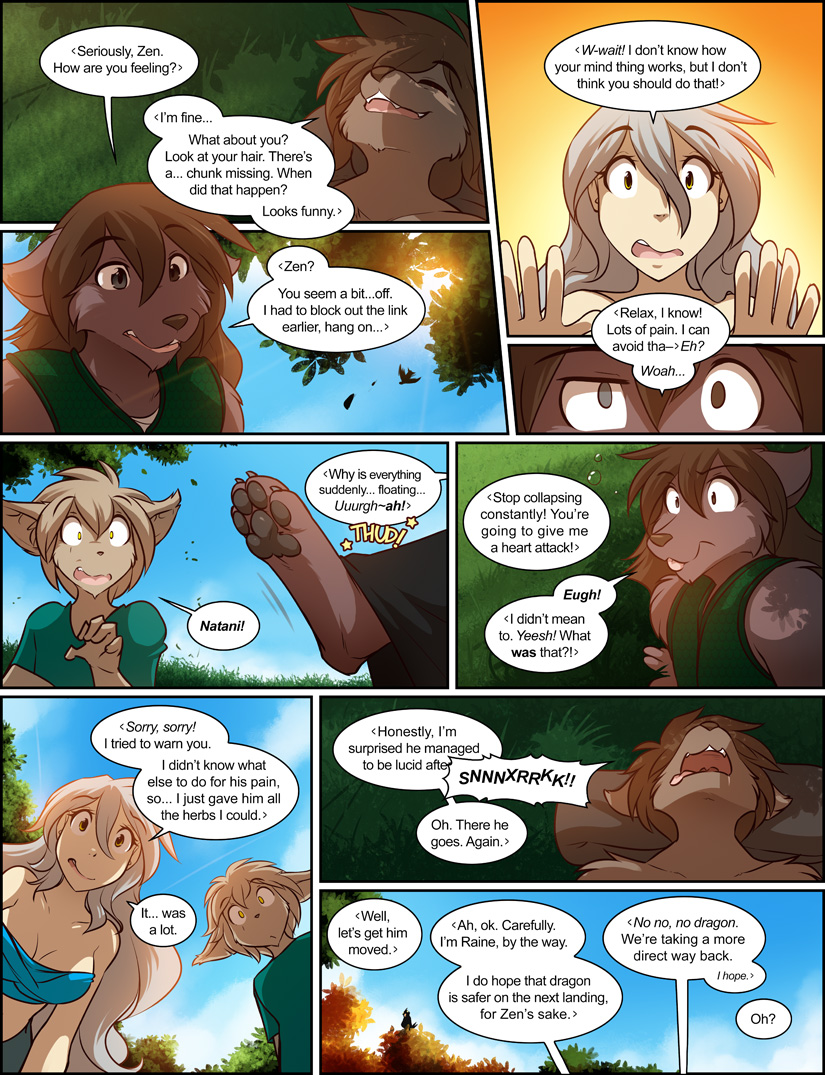 <Seriously, Zen.
How are you feeling?>
<I'm fine...
What about you?
Look at your hair. There's
a... chunk missing. When
did that happen?
Looks funny.>
<W-wait! I don't know how
your mind thing works, but I don't
think you should do that!>
<Zen?
You seem a bit...off.
I had to block out the link
earlier, hang on...>
<Relax, I know!
Lots of pain. I can
avoid tha–> Eh?
Woah...
<Why is everything
suddenly... floating...
Uuurgh~ah!>
THUD!
Natani!
<Stop collapsing
constantly! You're
going to give me
a heart attack!>
Eugh!
<I didn't mean
to. Yeesh! What
was that?!>
<Sorry, sorry!
I tried to warn you.
I didn't know what
else to do for his pain,
so... I just gave him all
the herbs I could.>
It... was
a lot.
<Honestly, I'm
surprised he managed
to be lucid afte
SNNNXRRKK!!
Oh. There he
goes. Again.>
<Well,
let's get him
moved.>
<Ah, ok. Carefully.
I'm Raine, by the way.
I do hope that dragon
is safer on the next landing,
for Zen's sake.>
<No no, no dragon.
We're taking a more
direct way back.
I hope.>
Oh?